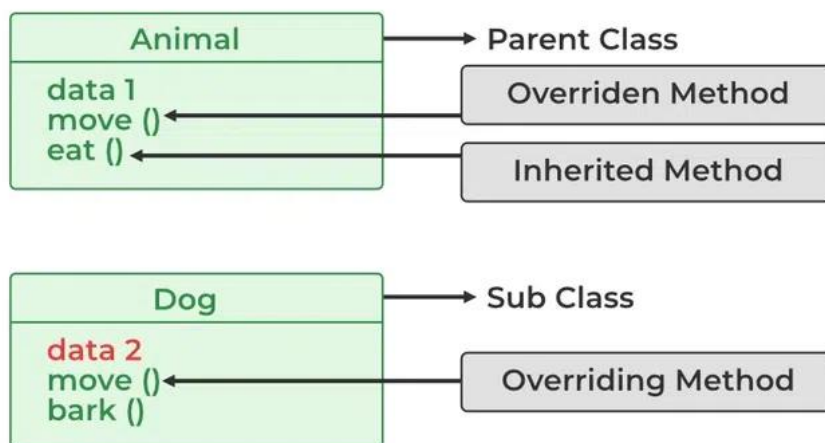 Animal
Parent Class
data 1
move ()
eat ()
Overriden Method
Inherited Method
Dog
Sub Class
data 2
move ()
bark ()
Overriding Method